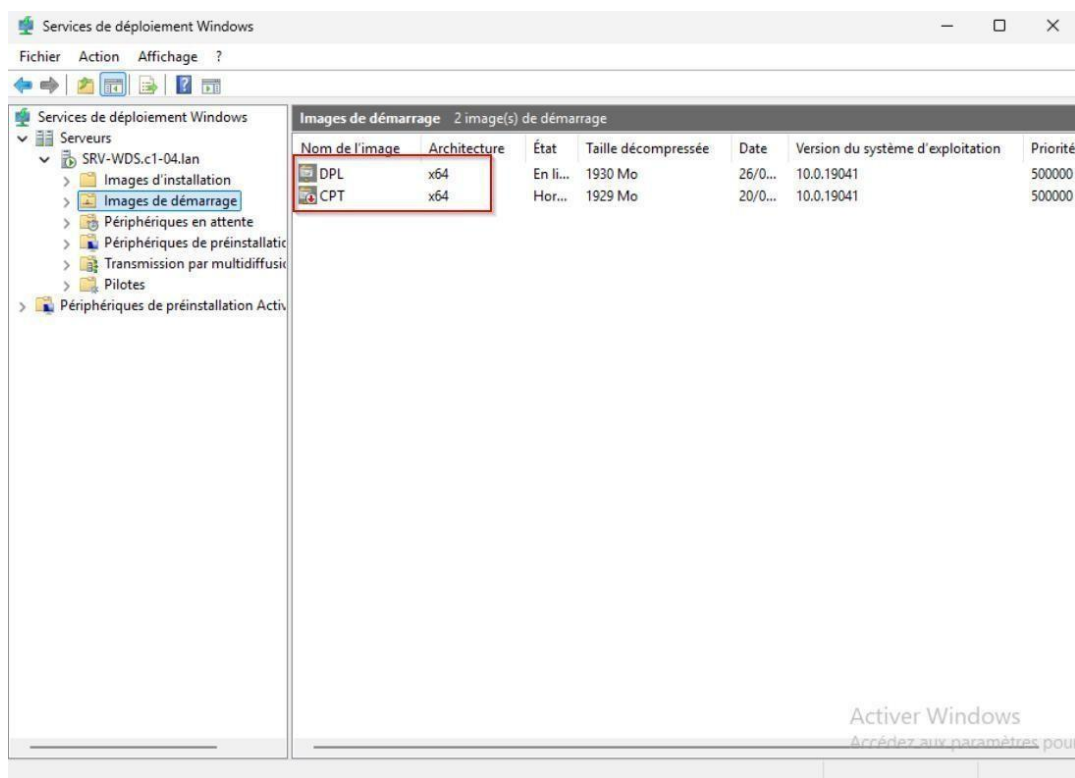 Services de déploiement Windows
Fichier Action Affichage ?
Services de déploiement Windows
Serveurs
SRV-WDS.c1-04.lan
Images d'installation
Images de démarrage
Périphériques en attente
Périphériques de préinstallatic
Transmission par multidiffusic
Pilotes
Périphériques de préinstallation Activ
Images de démarrage 2 image(s) de démarrage
Nom de l'image Architecture État Taille décompressée Date Version du système d'exploitation Priorité
DPL x64 En li... 1930 Mo 26/0... 10.0.19041 500000
CPT x64 Hor... 1929 Mo 20/0... 10.0.19041 500000
Activer Windows
Accédez aux paramètres pour